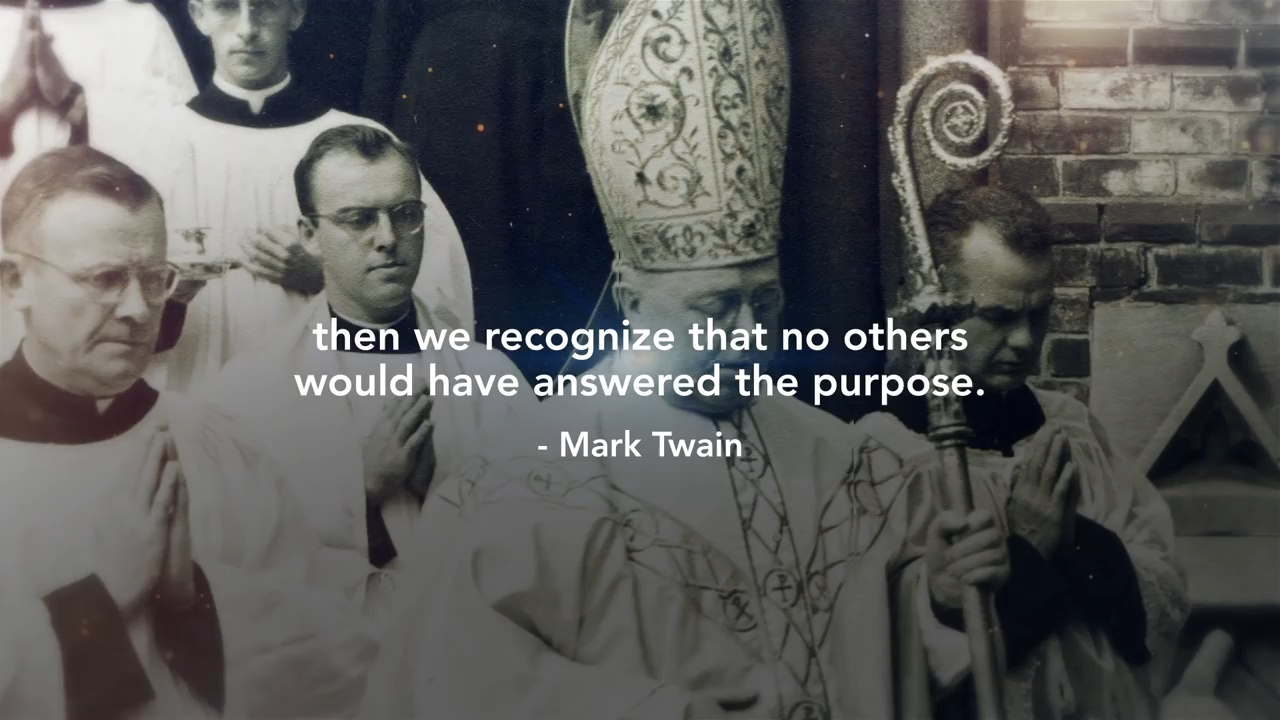 then we recognize that no others
would have answered the purpose.
- Mark Twain